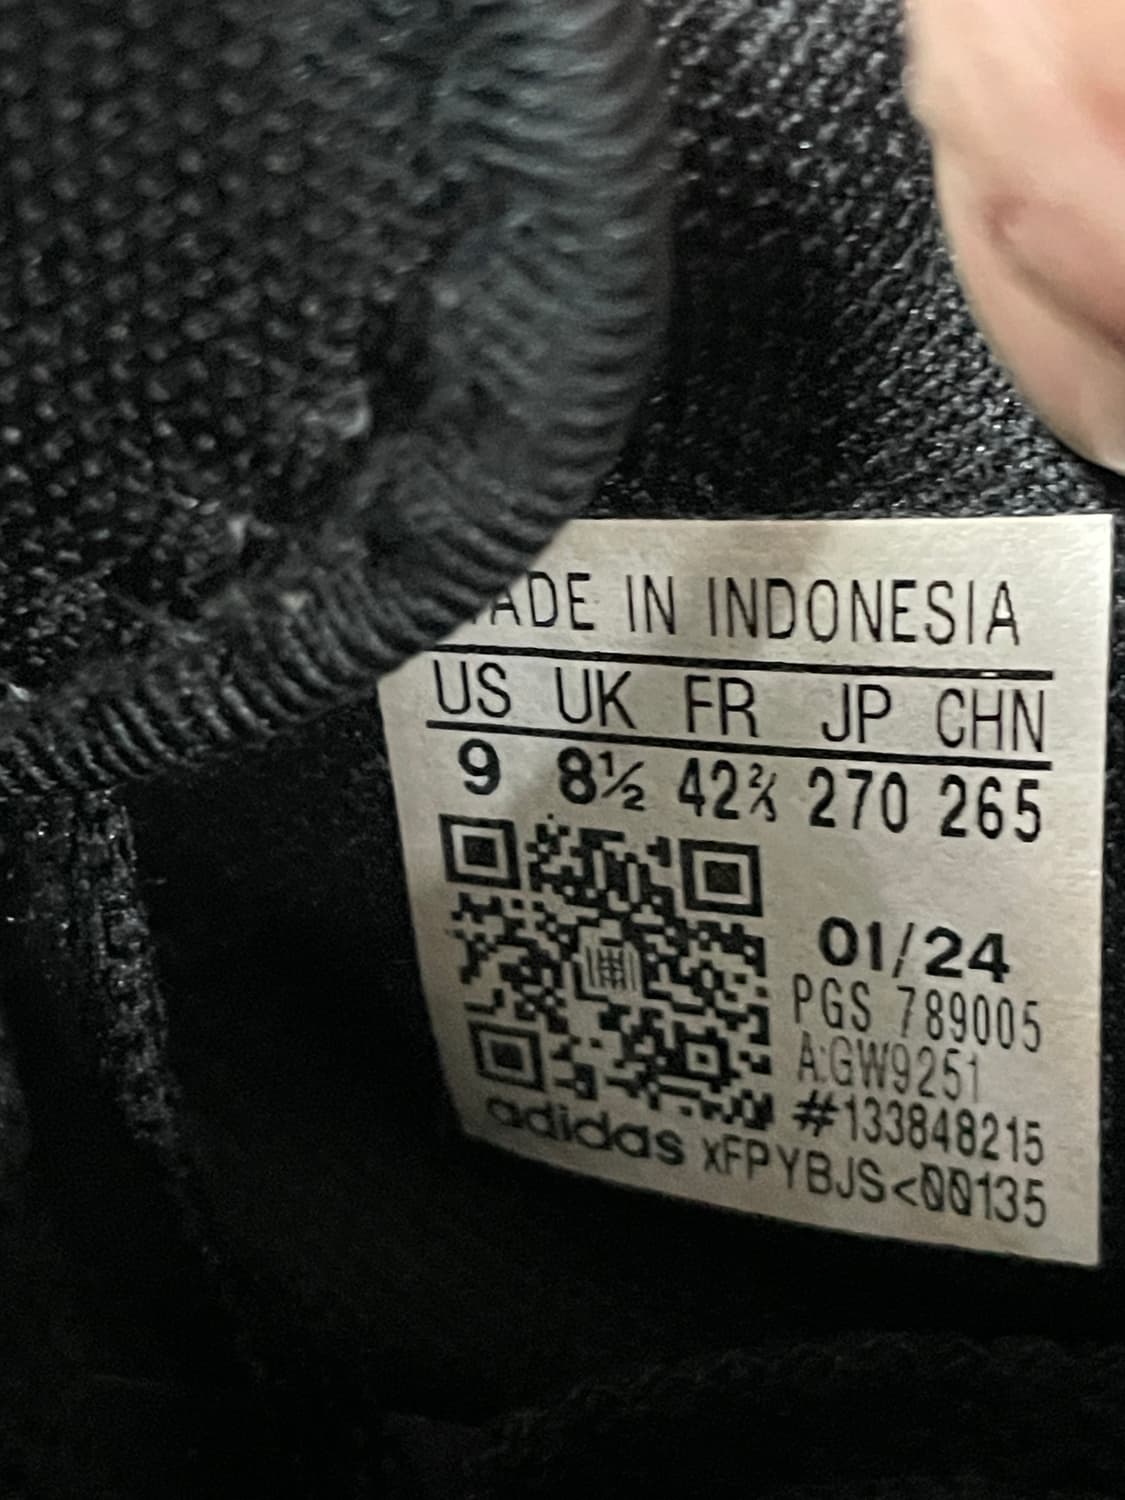 MADE IN INDONESIA
US UK FR JP CHN
9 8½ 42⅔ 270 265
01/24
PGS 789005
A:GW9251
#133848215
adidas xFPYBJS<00135